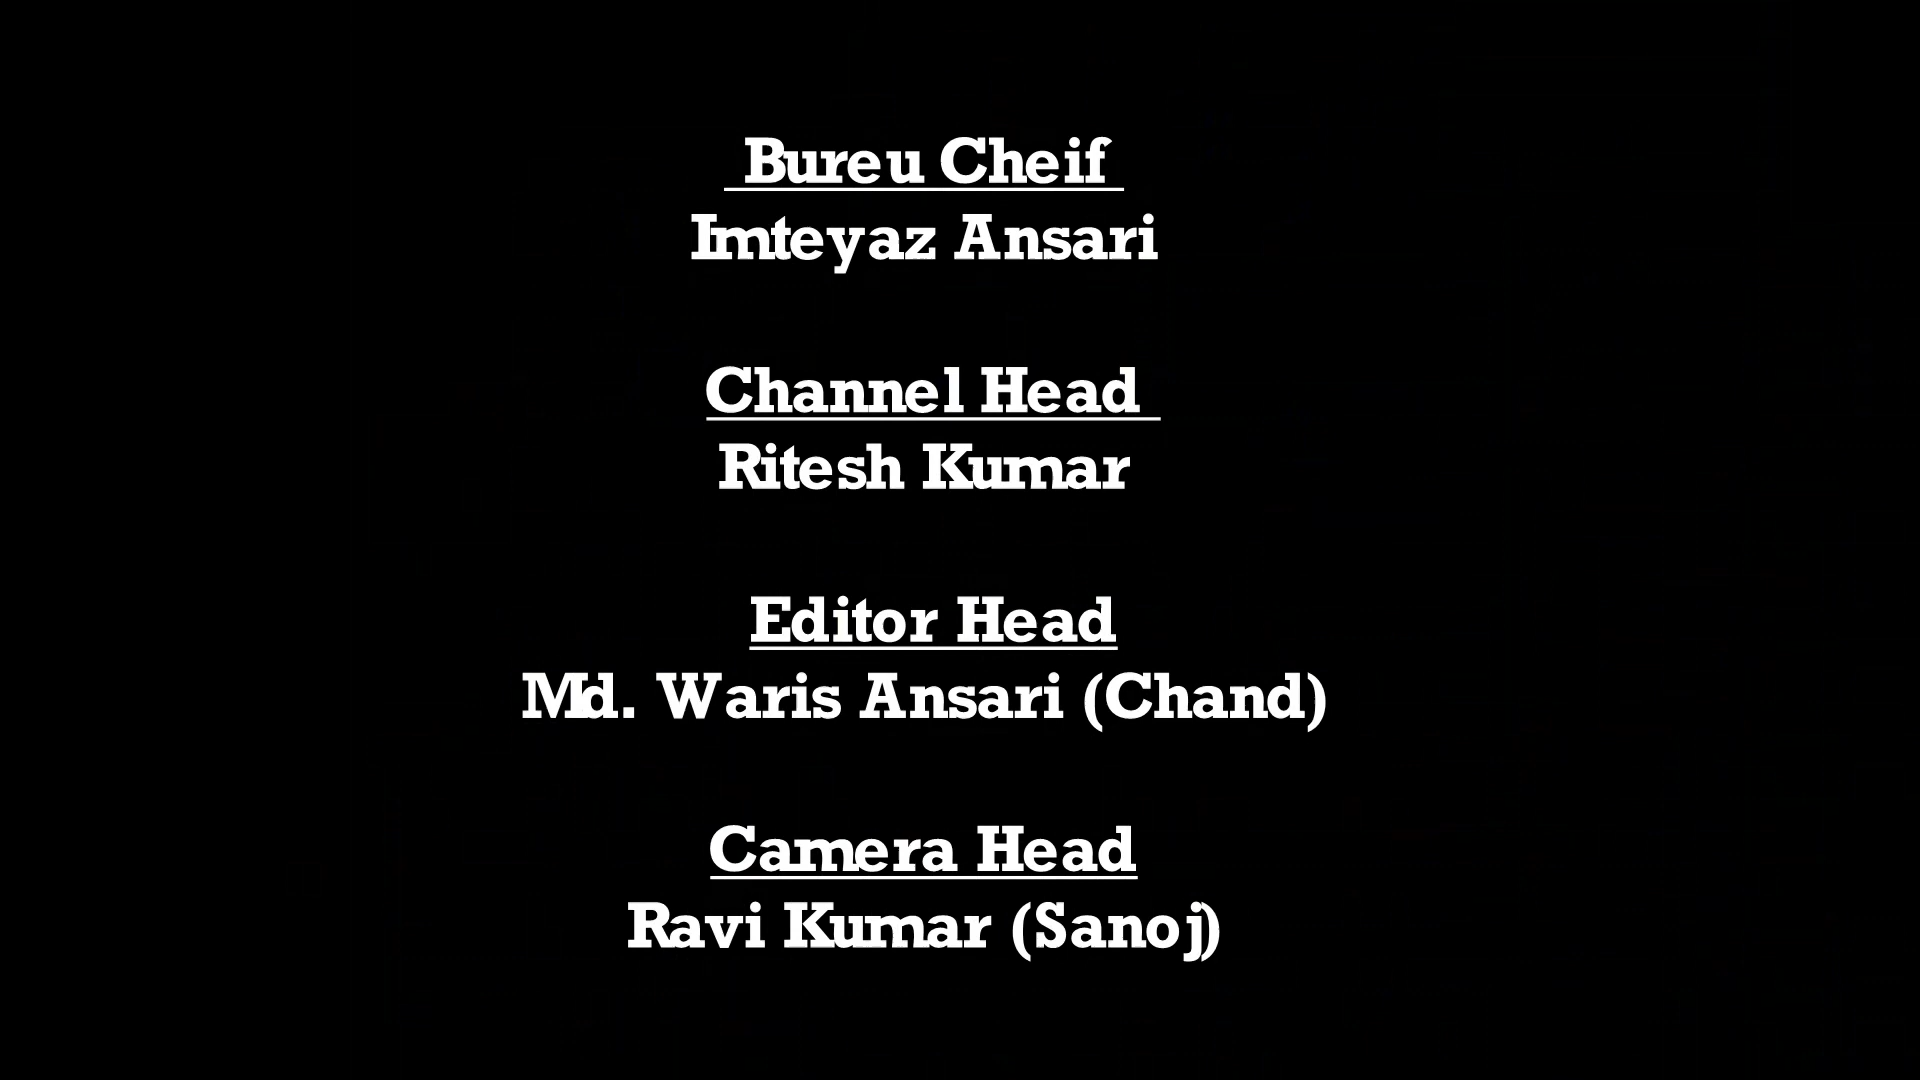 Bureu Cheif
Imteyaz Ansari
Channel Head
Ritesh Kumar
Editor Head
Md. Waris Ansari (Chand)
Camera Head
Ravi Kumar (Sanoj)